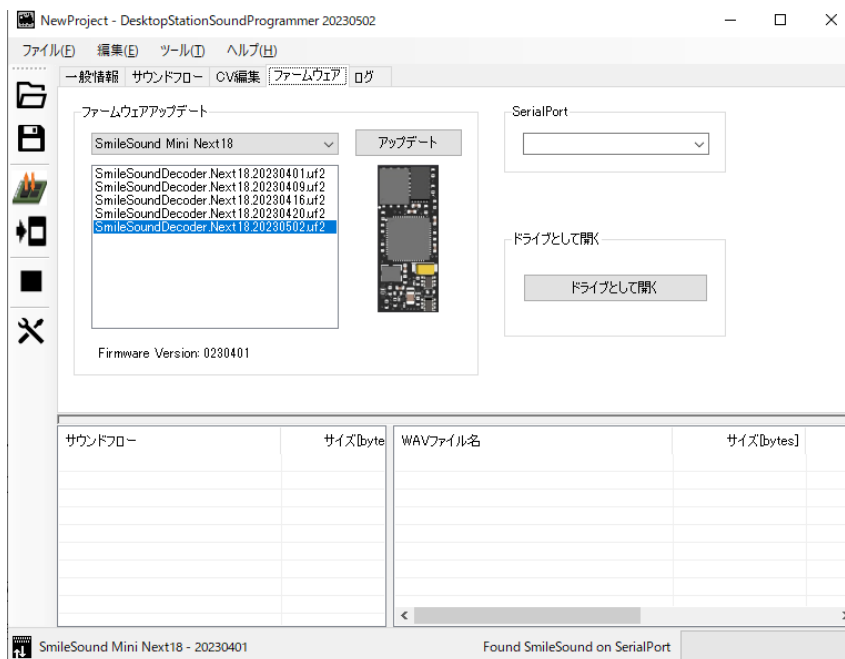 NewProject - DesktopStationSoundProgrammer 20230502
ファイル(F) 編集(E) ツール(T) ヘルプ(H)
一般情報 サウンドフロー CV編集 ファームウェア ログ
ファームウェアアップデート
SmileSound Mini Next18
アップデート
SmileSoundDecoder.Next18.20230401.uf2
SmileSoundDecoder.Next18.20230409.uf2
SmileSoundDecoder.Next18.20230416.uf2
SmileSoundDecoder.Next18.20230420.uf2
SmileSoundDecoder.Next18.20230502.uf2
Firmware Version: 0230401
SerialPort
ドライブとして開く
ドライブとして開く
サウンドフロー サイズ[byte
WAVファイル名 サイズ[bytes]
SmileSound Mini Next18 - 20230401
Found SmileSound on SerialPort